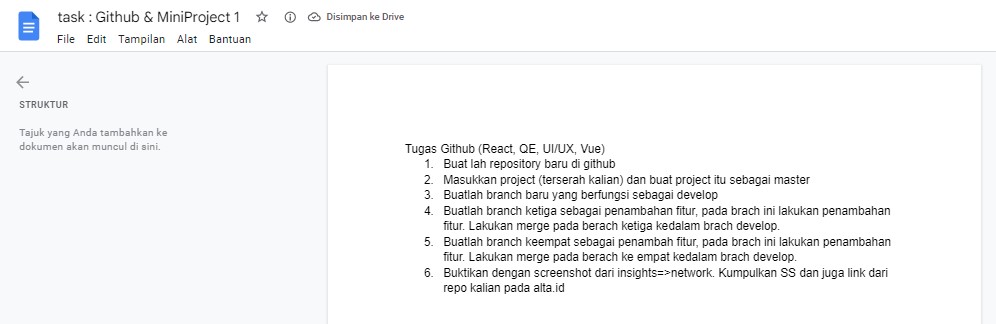 task : Github & MiniProject 1
Disimpan ke Drive
File Edit Tampilan Alat Bantuan
STRUKTUR
Tajuk yang Anda tambahkan ke
dokumen akan muncul di sini.
Tugas Github (React, QE, UI/UX, Vue)
1. Buat lah repository baru di github
2. Masukkan project (terserah kalian) dan buat project itu sebagai master
3. Buatlah branch baru yang berfungsi sebagai develop
4. Buatlah branch ketiga sebagai penambahan fitur, pada brach ini lakukan penambahan
fitur. Lakukan merge pada berach ketiga kedalam brach develop.
5. Buatlah branch keempat sebagai penambah fitur, pada brach ini lakukan penambahan
fitur. Lakukan merge pada berach ke empat kedalam brach develop.
6. Buktikan dengan screenshot dari insights=>network. Kumpulkan SS dan juga link dari
repo kalian pada alta.id